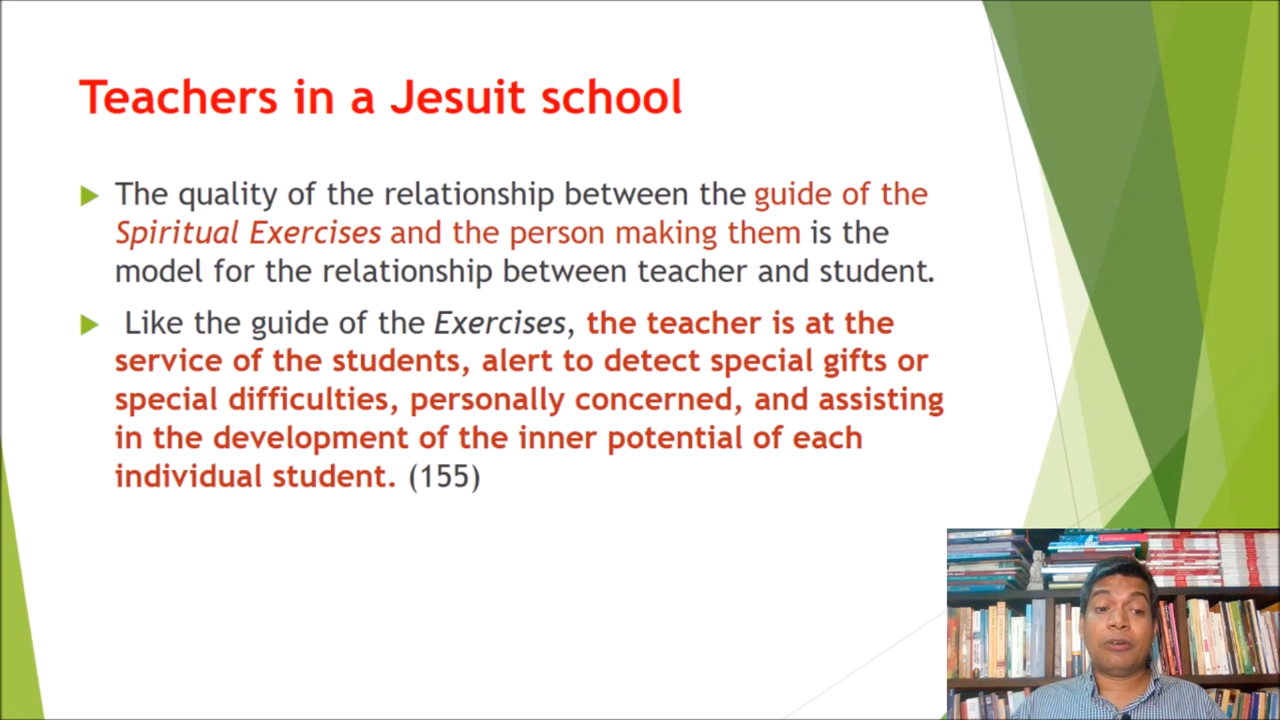 Teachers in a Jesuit school
The quality of the relationship between the guide of the
Spiritual Exercises and the person making them is the
model for the relationship between teacher and student.
Like the guide of the Exercises, the teacher is at the
service of the students, alert to detect special gifts or
special difficulties, personally concerned, and assisting
in the development of the inner potential of each
individual student. (155)